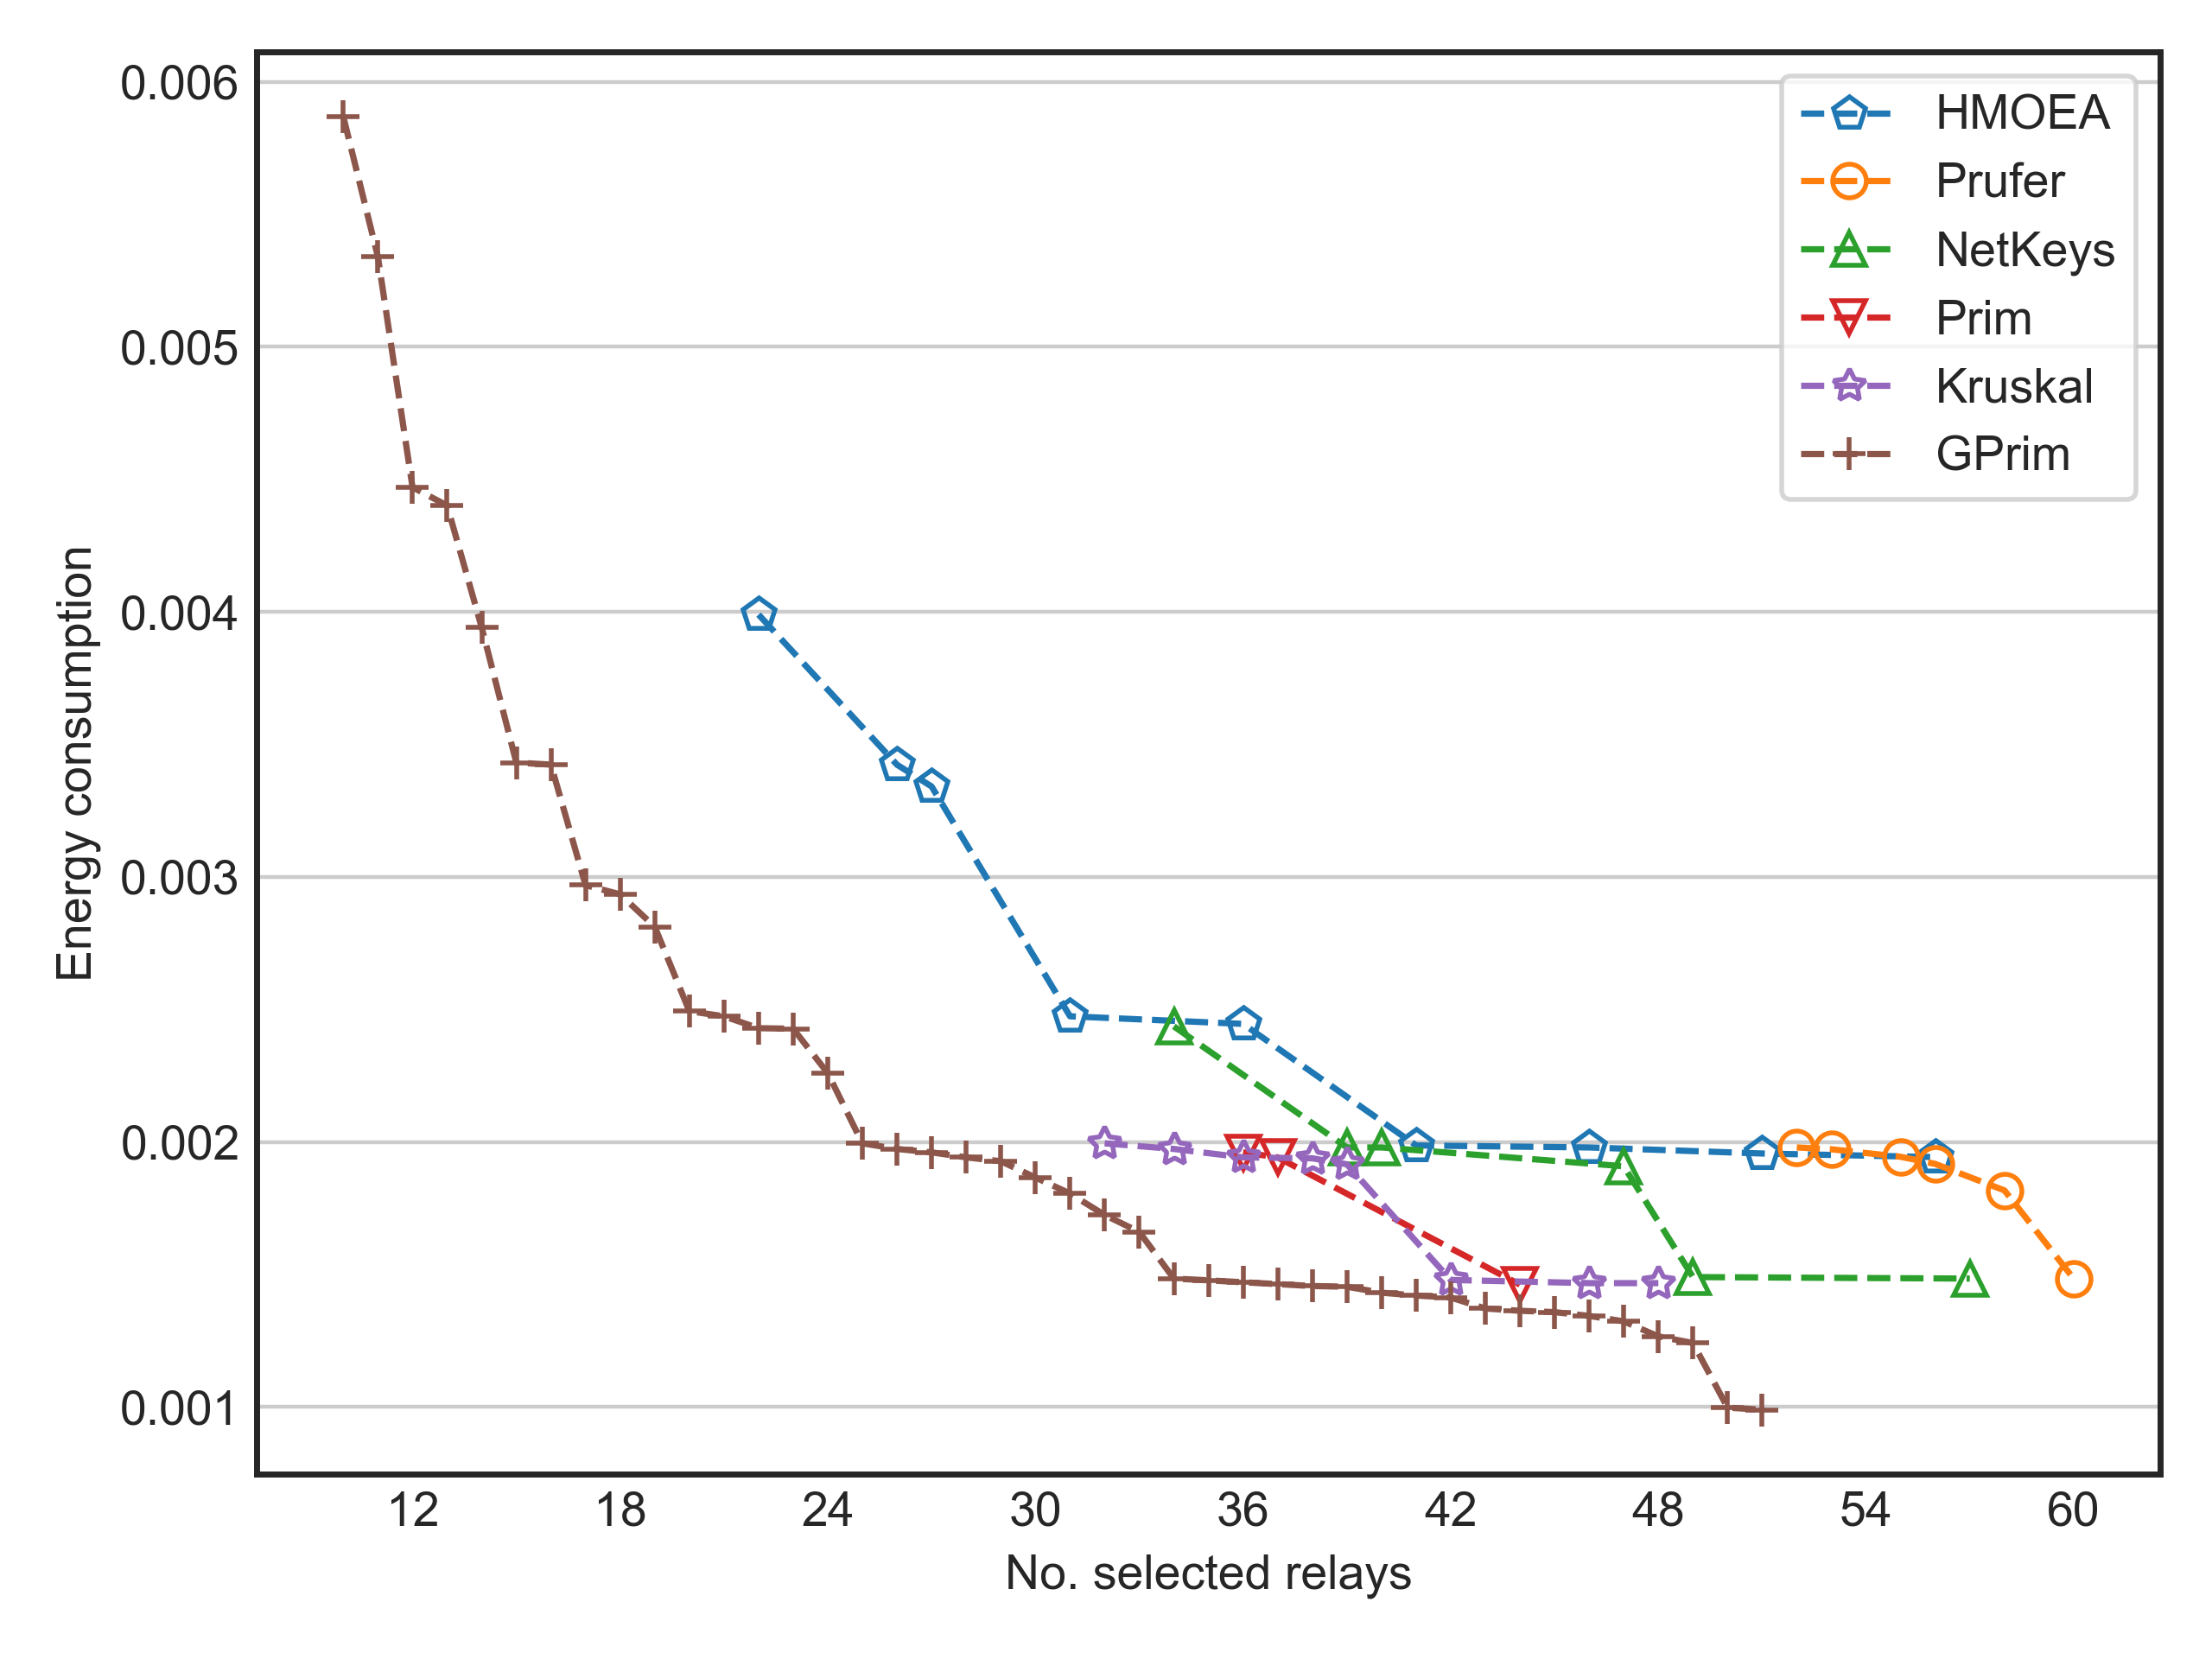 0.006
0.005
0.004
0.003
0.002
0.001
Energy consumption
HMOEA
Prufer
NetKeys
Prim
Kruskal
GPrim
12 18 24 30 36 42 48 54 60
No. selected relays